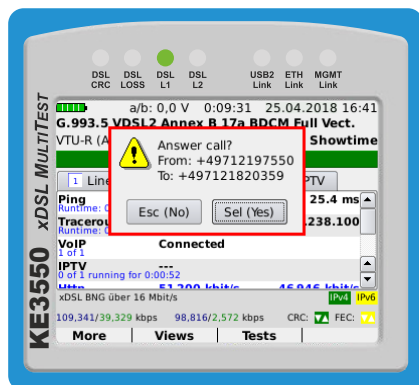 DSL CRC
DSL LOSS
DSL L1
DSL L2
USB2 Link
ETH Link
MGMT Link
KE3550 xDSL MULTITEST
a/b: 0,0 V 0:09:31 25.04.2018 16:41
G.993.5 VDSL2 Annex B 17a BDCM Full Vect.
VTU-R (A
Showtime
Answer call?
From: +49712197550
To: +497121820359
Esc (No)
Sel (Yes)
1 Line
PTV
Ping 25.4 ms
Runtime: 0
Tracerou .238.100
Runtime: 0
VoIP Connected
1 of 1
IPTV ---
0 of 1 running for 0:00:52
Http 51.200 kbit/s 46.946 kbit/s
xDSL BNG über 16 Mbit/s IPv4 IPv6
109,341/39,329 kbps 98,816/2,572 kbps CRC: FEC:
More Views Tests